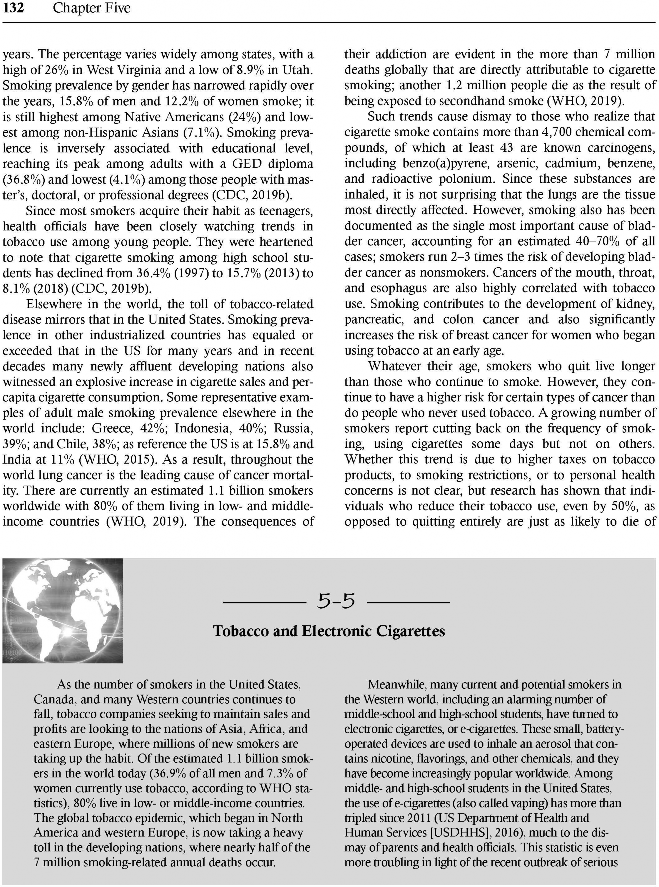 132 Chapter Five
years. The percentage varies widely among states, with a
high of 26% in West Virginia and a low of 8.9% in Utah.
Smoking prevalence by gender has narrowed rapidly over
the years, 15.8% of men and 12.2% of women smoke; it
is still highest among Native Americans (24%) and low-
est among non-Hispanic Asians (7.1%). Smoking preva-
lence is inversely associated with educational level,
reaching its peak among adults with a GED diploma
(36.8%) and lowest (4.1%) among those people with mas-
ter's, doctoral, or professional degrees (CDC, 2019b).
Since most smokers acquire their habit as teenagers,
health officials have been closely watching trends in
tobacco use among young people. They were heartened
to note that cigarette smoking among high school stu-
dents has declined from 36.4% (1997) to 15.7% (2013) to
8.1% (2018) (CDC, 2019b).
Elsewhere in the world, the toll of tobacco-related
disease mirrors that in the United States. Smoking preva-
lence in other industrialized countries has equaled or
exceeded that in the US for many years and in recent
decades many newly affluent developing nations also
witnessed an explosive increase in cigarette sales and per-
capita cigarette consumption. Some representative exam-
ples of adult male smoking prevalence elsewhere in the
world include: Greece, 42%; Indonesia, 40%; Russia,
39%; and Chile, 38%; as reference the US is at 15.8% and
India at 11% (WHO, 2015). As a result, throughout the
world lung cancer is the leading cause of cancer mortal-
ity. There are currently an estimated 1.1 billion smokers
worldwide with 80% of them living in low- and middle-
income countries (WHO, 2019). The consequences of
their addiction are evident in the more than 7 million
deaths globally that are directly attributable to cigarette
smoking; another 1.2 million people die as the result of
being exposed to secondhand smoke (WHO, 2019).
Such trends cause dismay to those who realize that
cigarette smoke contains more than 4,700 chemical com-
pounds, of which at least 43 are known carcinogens,
including benzo(a)pyrene, arsenic, cadmium, benzene,
and radioactive polonium. Since these substances are
inhaled, it is not surprising that the lungs are the tissue
most directly affected. However, smoking also has been
documented as the single most important cause of blad-
der cancer, accounting for an estimated 40–70% of all
cases; smokers run 2–3 times the risk of developing blad-
der cancer as nonsmokers. Cancers of the mouth, throat,
and esophagus are also highly correlated with tobacco
use. Smoking contributes to the development of kidney,
pancreatic, and colon cancer and also significantly
increases the risk of breast cancer for women who began
using tobacco at an early age.
Whatever their age, smokers who quit live longer
than those who continue to smoke. However, they con-
tinue to have a higher risk for certain types of cancer than
do people who never used tobacco. A growing number of
smokers report cutting back on the frequency of smok-
ing, using cigarettes some days but not on others.
Whether this trend is due to higher taxes on tobacco
products, to smoking restrictions, or to personal health
concerns is not clear, but research has shown that indi-
viduals who reduce their tobacco use, even by 50%, as
opposed to quitting entirely are just as likely to die of
5-5
Tobacco and Electronic Cigarettes
As the number of smokers in the United States,
Canada, and many Western countries continues to
fall, tobacco companies seeking to maintain sales and
profits are looking to the nations of Asia, Africa, and
eastern Europe, where millions of new smokers are
taking up the habit. Of the estimated 1.1 billion smok-
ers in the world today (36.9% of all men and 7.3% of
women currently use tobacco, according to WHO sta-
tistics), 80% live in low- or middle-income countries.
The global tobacco epidemic, which began in North
America and western Europe, is now taking a heavy
toll in the developing nations, where nearly half of the
7 million smoking-related annual deaths occur.
Meanwhile, many current and potential smokers in
the Western world, including an alarming number of
middle-school and high-school students, have turned to
electronic cigarettes, or e-cigarettes. These small, battery-
operated devices are used to inhale an aerosol that con-
tains nicotine, flavorings, and other chemicals, and they
have become increasingly popular worldwide. Among
middle- and high-school students in the United States,
the use of e-cigarettes (also called vaping) has more than
tripled since 2011 (US Department of Health and
Human Services [USDHHS], 2016), much to the dis-
may of parents and health officials. This statistic is even
more troubling in light of the recent outbreak of serious